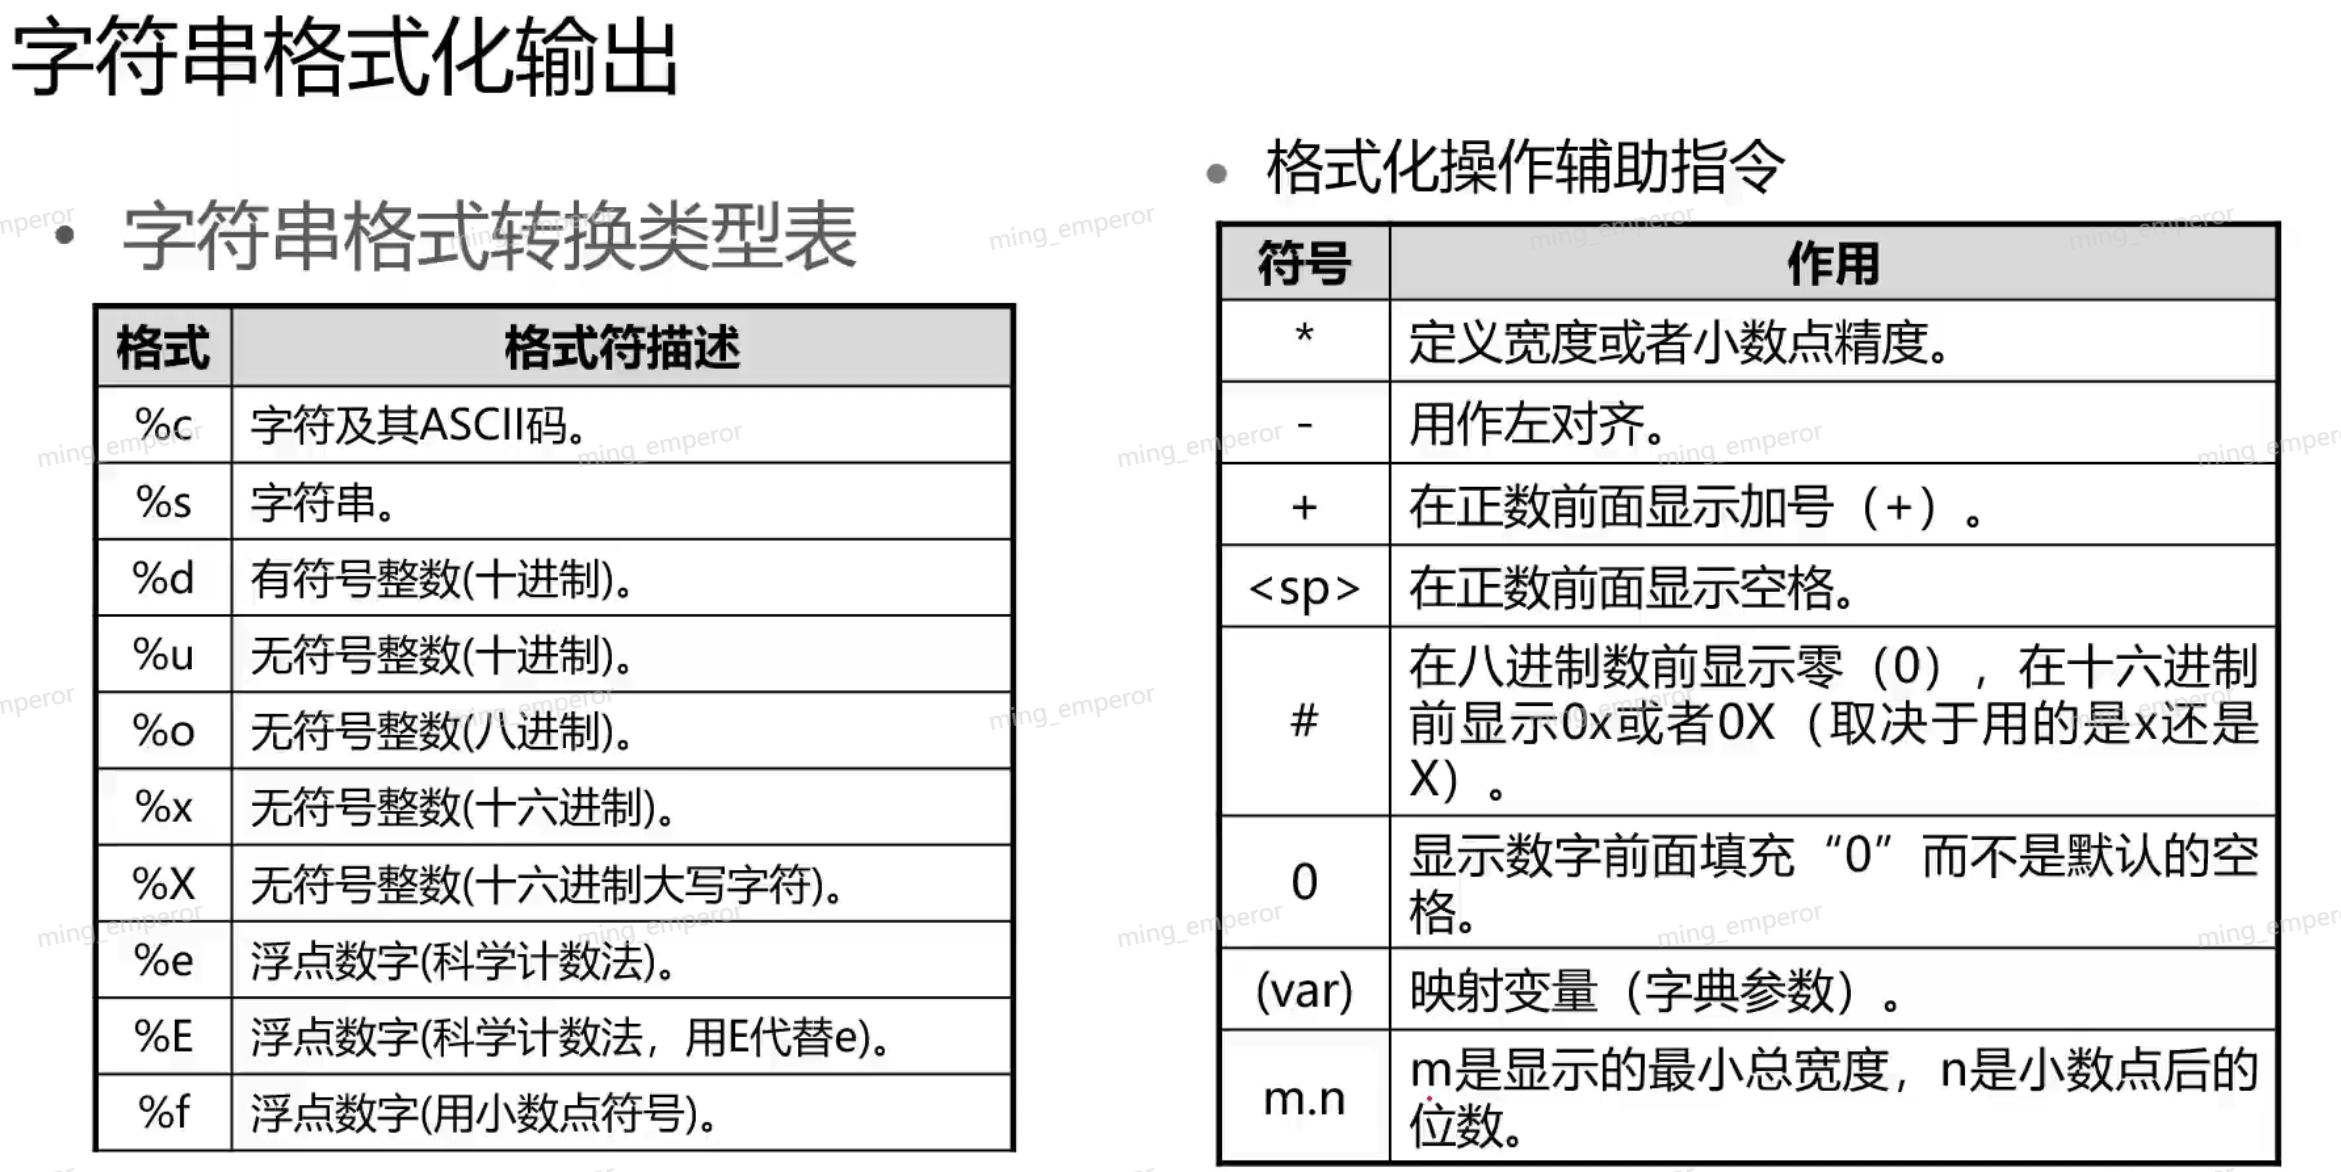 字符串格式化输出
字符串格式转换类型表
格式 格式符描述
%c 字符及其ASCII码。
%s 字符串。
%d 有符号整数(十进制)。
%u 无符号整数(十进制)。
%o 无符号整数(八进制)。
%x 无符号整数(十六进制)。
%X 无符号整数(十六进制大写字符)。
%e 浮点数字(科学计数法)。
%E 浮点数字(科学计数法，用E代替e)。
%f 浮点数字(用小数点符号)。
格式化操作辅助指令
符号 作用
* 定义宽度或者小数点精度。
- 用作左对齐。
+ 在正数前面显示加号（+）。
<sp> 在正数前面显示空格。
# 在八进制数前显示零（0），在十六进制
前显示0x或者0X（取决于用的是x还是
X）。
0 显示数字前面填充“0”而不是默认的空
格。
(var) 映射变量（字典参数）。
m.n m是显示的最小总宽度，n是小数点后的
位数。
ming_emperor